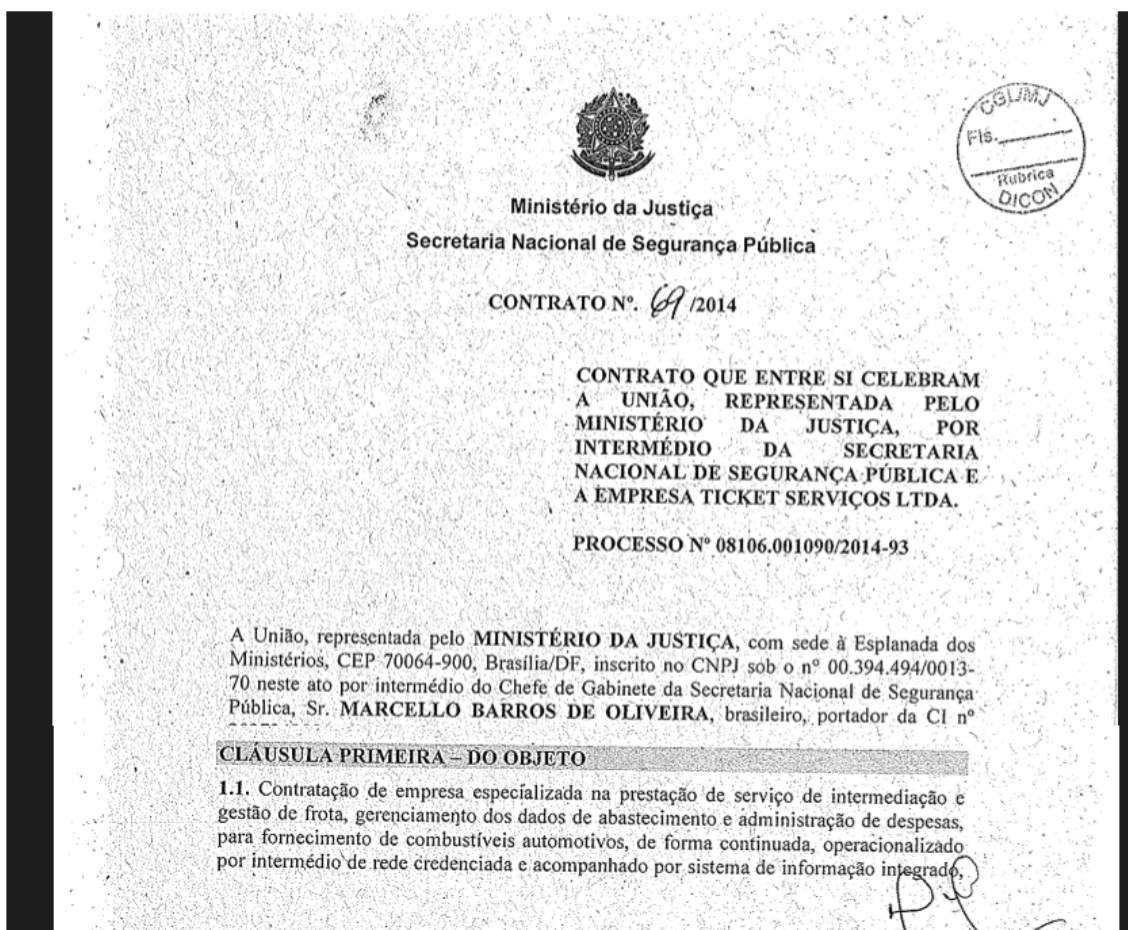 CGL/MJ
Fls.
Rubrica
DICON
Ministério da Justiça
Secretaria Nacional de Segurança Pública
CONTRATO Nº. 69 /2014
CONTRATO QUE ENTRE SI CELEBRAM
A UNIÃO, REPRESENTADA PELO
MINISTÉRIO DA JUSTIÇA, POR
INTERMÉDIO DA SECRETARIA
NACIONAL DE SEGURANÇA PÚBLICA E
A EMPRESA TICKET SERVIÇOS LTDA.
PROCESSO Nº 08106.001090/2014-93
A União, representada pelo MINISTÉRIO DA JUSTIÇA, com sede à Esplanada dos
Ministérios, CEP 70064-900, Brasília/DF, inscrito no CNPJ sob o nº 00.394.494/0013-
70 neste ato por intermédio do Chefe de Gabinete da Secretaria Nacional de Segurança
Pública, Sr. MARCELLO BARROS DE OLIVEIRA, brasileiro, portador da CI nº
CLÁUSULA PRIMEIRA – DO OBJETO
1.1. Contratação de empresa especializada na prestação de serviço de intermediação e
gestão de frota, gerenciamento dos dados de abastecimento e administração de despesas,
para fornecimento de combustíveis automotivos, de forma continuada, operacionalizado
por intermédio de rede credenciada e acompanhado por sistema de informação integrado,